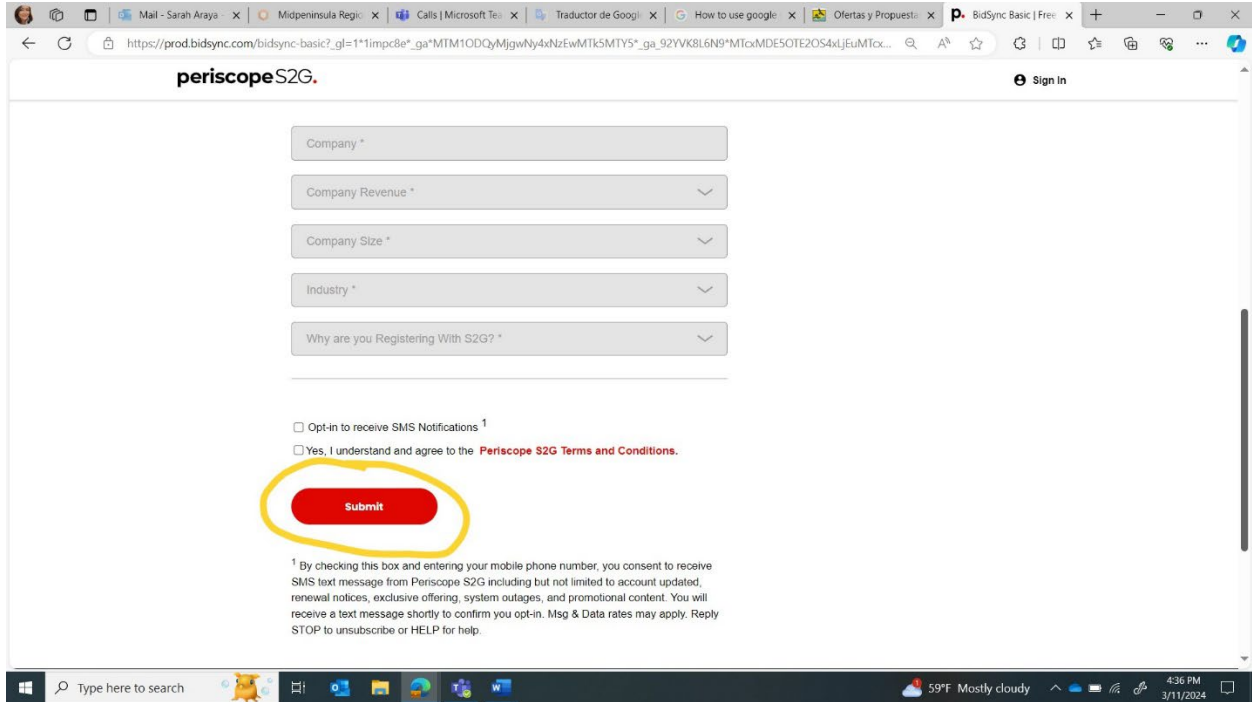 Mail - Sarah Araya
Midpeninsula Regio
Calls | Microsoft Tea
Traductor de Google
How to use google
Ofertas y Propuesta
BidSync Basic | Free
https://prod.bidsync.com/bidsync-basic?_gl=1*1impc8e*_ga*MTM1ODQyMjgwNy4xNzEwMTk5MTY5*_ga_92YVK8L6N9*MTcxMDE5OTE2OS4xLjEuMTcx...
periscope S2G.
Sign In
Company *
Company Revenue *
Company Size *
Industry *
Why are you Registering With S2G? *
Opt-in to receive SMS Notifications 1
Yes, I understand and agree to the Periscope S2G Terms and Conditions.
Submit
1 By checking this box and entering your mobile phone number, you consent to receive
SMS text message from Periscope S2G including but not limited to account updated,
renewal notices, exclusive offering, system outages, and promotional content. You will
receive a text message shortly to confirm you opt-in. Msg & Data rates may apply. Reply
STOP to unsubscribe or HELP for help.
Type here to search
59°F Mostly cloudy
4:36 PM
3/11/2024